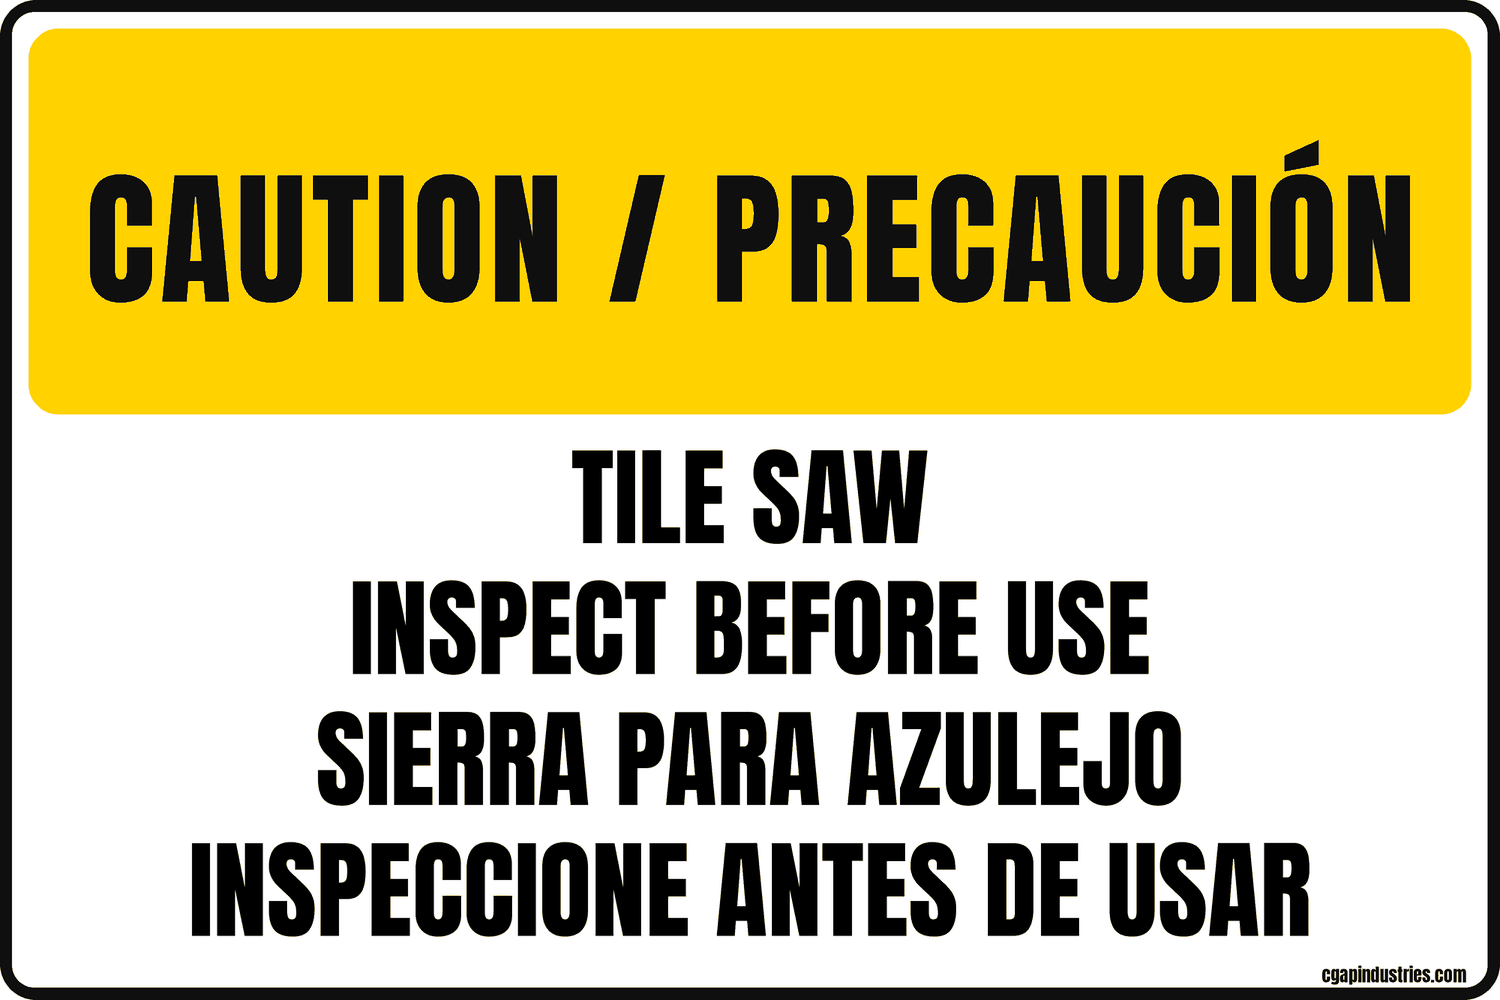 CAUTION / PRECAUCIÓN
TILE SAW
INSPECT BEFORE USE
SIERRA PARA AZULEJO
INSPECCIONE ANTES DE USAR
cgapindustries.com